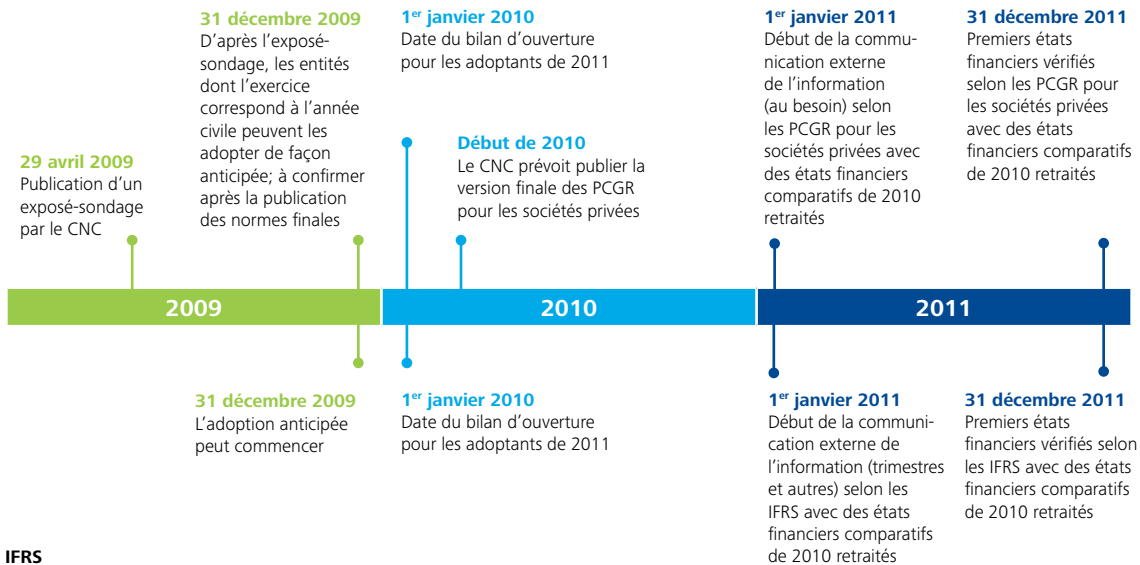 31 décembre 2009
D'après l'exposé-
sondage, les entités
dont l'exercice
correspond à l'année
civile peuvent les
adopter de façon
anticipée; à confirmer
après la publication
des normes finales
1er janvier 2010
Date du bilan d'ouverture
pour les adoptants de 2011
1er janvier 2011
Début de la commu-
nication externe
de l'information
(au besoin) selon
les PCGR pour les
sociétés privées avec
des états financiers
comparatifs de 2010
retraités
31 décembre 2011
Premiers états
financiers vérifiés
selon les PCGR pour
les sociétés privées
avec des états
financiers comparatifs
de 2010 retraités
29 avril 2009
Publication d'un
exposé-sondage
par le CNC
Début de 2010
Le CNC prévoit publier la
version finale des PCGR
pour les sociétés privées
2009
2010
2011
31 décembre 2009
L'adoption anticipée
peut commencer
1er janvier 2010
Date du bilan d'ouverture
pour les adoptants de 2011
1er janvier 2011
Début de la communi-
cation externe de
l'information (trimestres
et autres) selon les
IFRS avec des états
financiers comparatifs
de 2010 retraités
31 décembre 2011
Premiers états
financiers vérifiés selon
les IFRS avec des états
financiers comparatifs
de 2010 retraités
IFRS